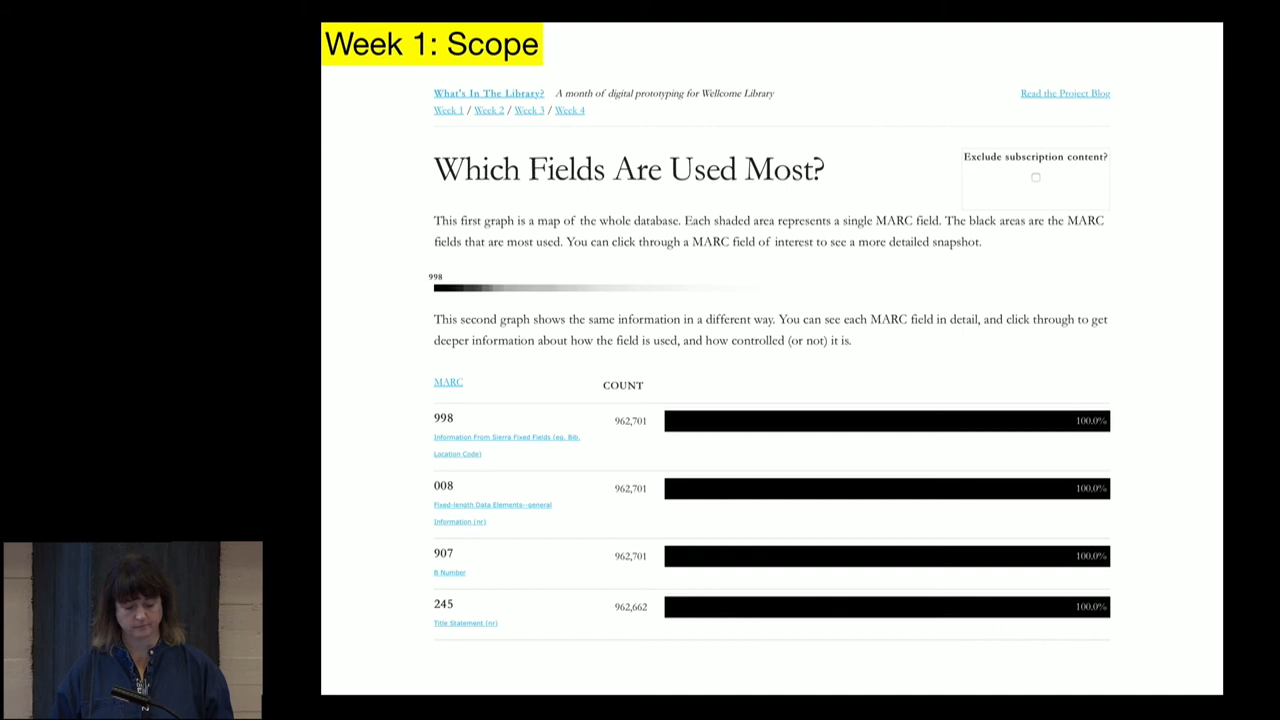 Week 1: Scope
What's In The Library? A month of digital prototyping for Wellcome Library
Read the Project Blog
Week 1 / Week 2 / Week 3 / Week 4
Which Fields Are Used Most?
Exclude subscription content?
This first graph is a map of the whole database. Each shaded area represents a single MARC field. The black areas are the MARC
fields that are most used. You can click through a MARC field of interest to see a more detailed snapshot.
998
This second graph shows the same information in a different way. You can see each MARC field in detail, and click through to get
deeper information about how the field is used, and how controlled (or not) it is.
MARC COUNT
998 962,701 100.0%
Information From Sierra Fixed Fields (eg. Bib.
Location Code)
008 962,701 100.0%
Fixed-length Data Elements--general
Information (nr)
907 962,701 100.0%
B Number
245 962,662 100.0%
Title Statement (nr)